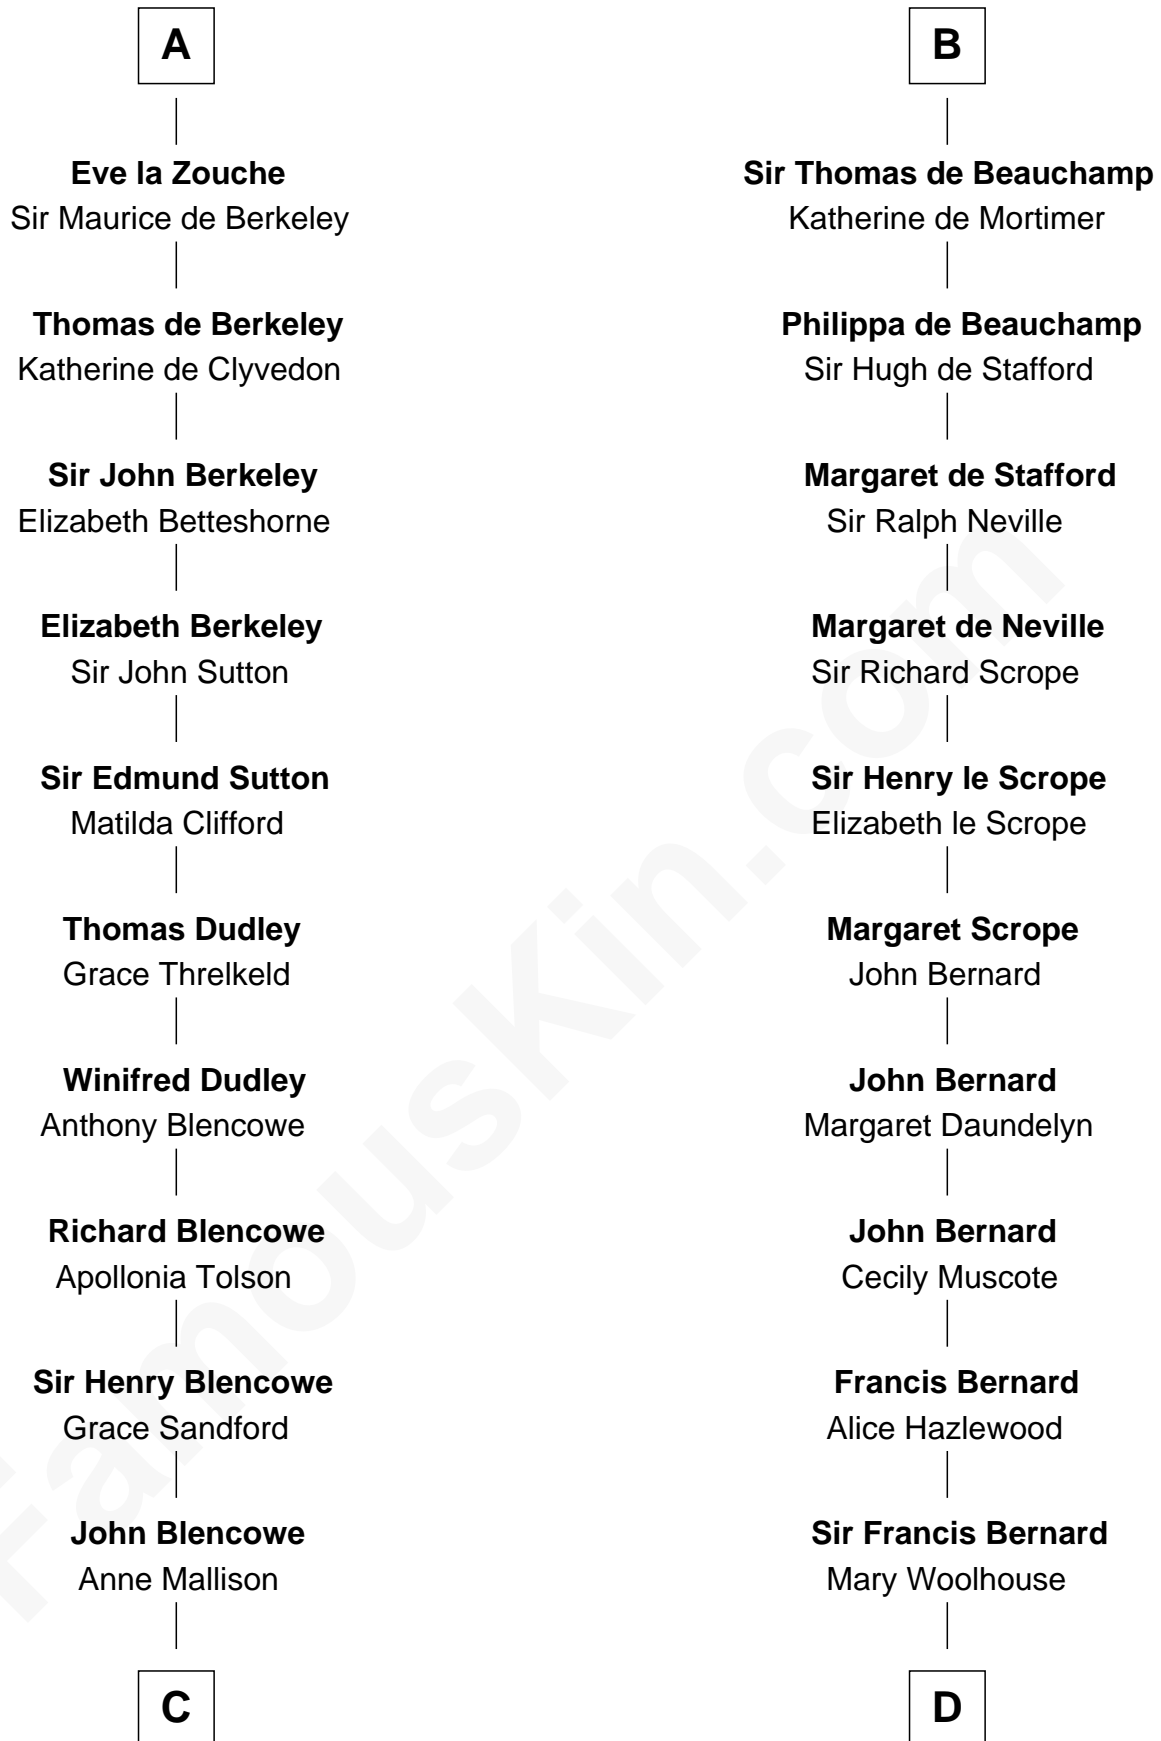 A
Eve la Zouche
Sir Maurice de Berkeley
Thomas de Berkeley
Katherine de Clyvedon
Sir John Berkeley
Elizabeth Betteshorne
Elizabeth Berkeley
Sir John Sutton
Sir Edmund Sutton
Matilda Clifford
Thomas Dudley
Grace Threlkeld
Winifred Dudley
Anthony Blencowe
Richard Blencowe
Apollonia Tolson
Sir Henry Blencowe
Grace Sandford
John Blencowe
Anne Mallison
C
B
Sir Thomas de Beauchamp
Katherine de Mortimer
Philippa de Beauchamp
Sir Hugh de Stafford
Margaret de Stafford
Sir Ralph Neville
Margaret de Neville
Sir Richard Scrope
Sir Henry le Scrope
Elizabeth le Scrope
Margaret Scrope
John Bernard
John Bernard
Margaret Daundelyn
John Bernard
Cecily Muscote
Francis Bernard
Alice Hazlewood
Sir Francis Bernard
Mary Woolhouse
D
FamousKin.com